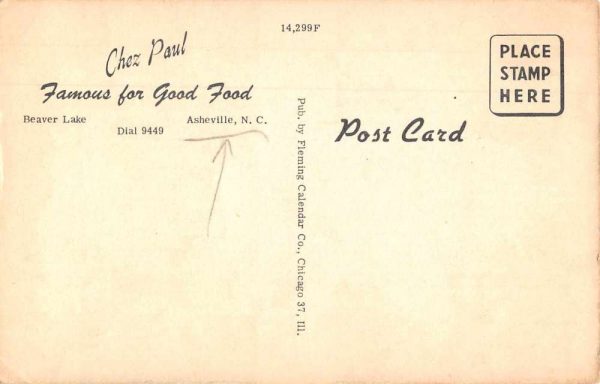 14,299F
Chez Paul
Famous for Good Food
Beaver Lake Asheville, N. C.
Dial 9449
Pub. by Fleming Calendar Co., Chicago 37, Ill.
Post Card
PLACE
STAMP
HERE